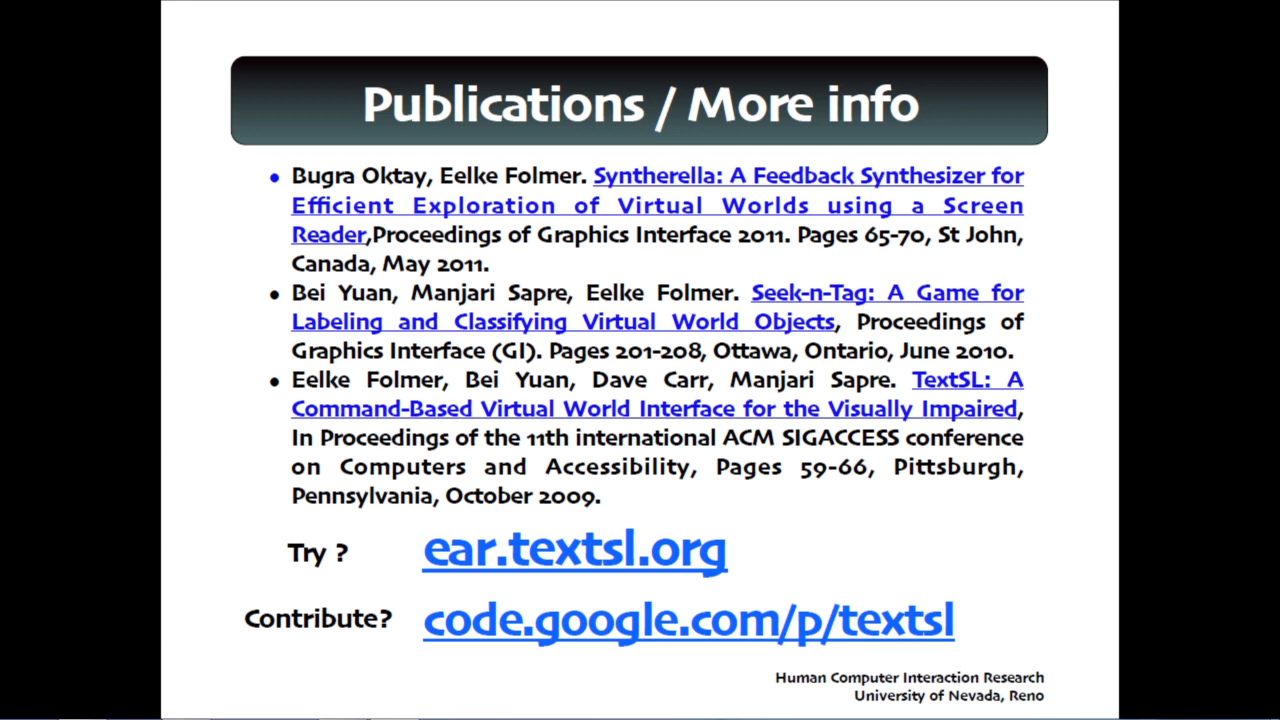 Publications / More info
• Bugra Oktay, Eelke Folmer. Syntherella: A Feedback Synthesizer for
Efficient Exploration of Virtual Worlds using a Screen
Reader,Proceedings of Graphics Interface 2011. Pages 65-70, St John,
Canada, May 2011.
• Bei Yuan, Manjari Sapre, Eelke Folmer. Seek-n-Tag: A Game for
Labeling and Classifying Virtual World Objects, Proceedings of
Graphics Interface (GI). Pages 201-208, Ottawa, Ontario, June 2010.
• Eelke Folmer, Bei Yuan, Dave Carr, Manjari Sapre. TextSL: A
Command-Based Virtual World Interface for the Visually Impaired,
In Proceedings of the 11th international ACM SIGACCESS conference
on Computers and Accessibility, Pages 59-66, Pittsburgh,
Pennsylvania, October 2009.
Try ? ear.textsl.org
Contribute? code.google.com/p/textsl
Human Computer Interaction Research
University of Nevada, Reno